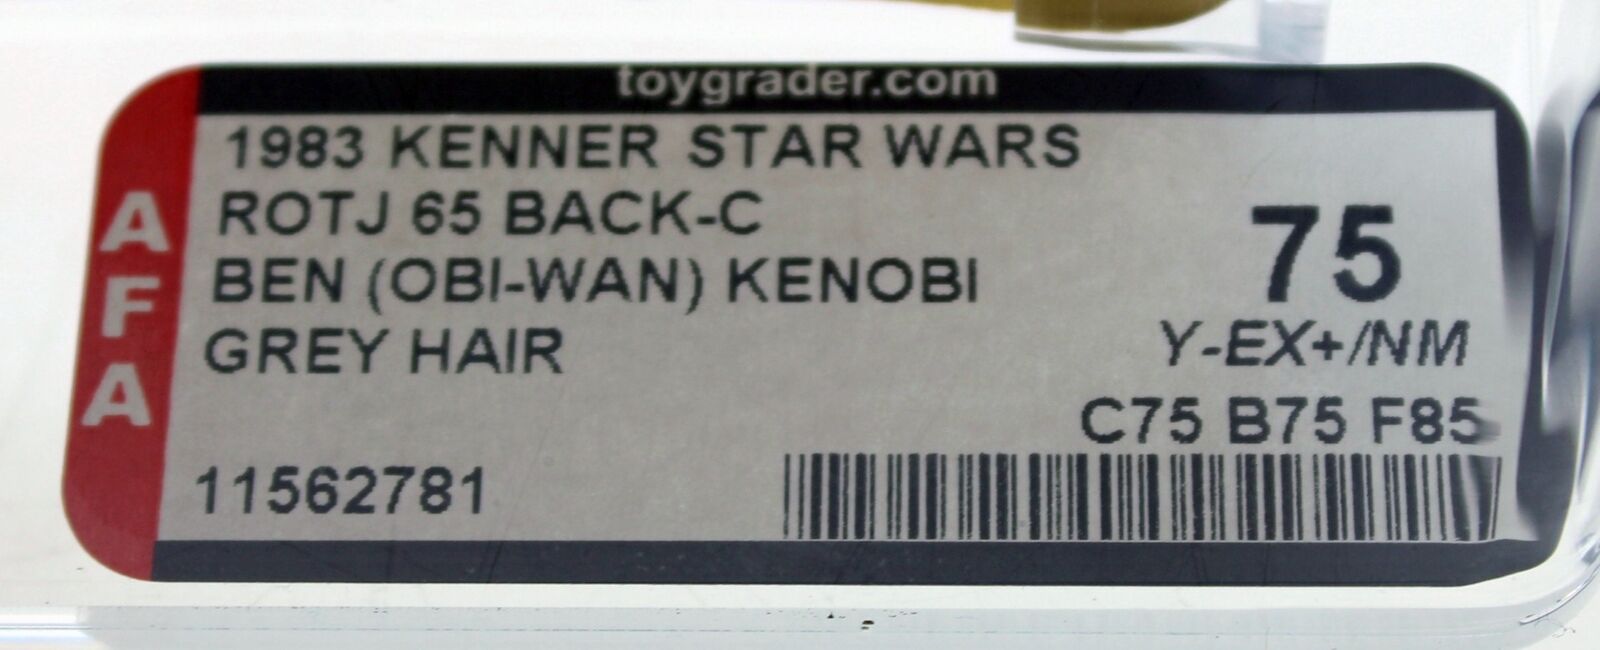 toygrader.com
AFA
1983 KENNER STAR WARS
ROTJ 65 BACK-C
BEN (OBI-WAN) KENOBI
GREY HAIR
75
Y-EX+/NM
C75 B75 F85
11562781